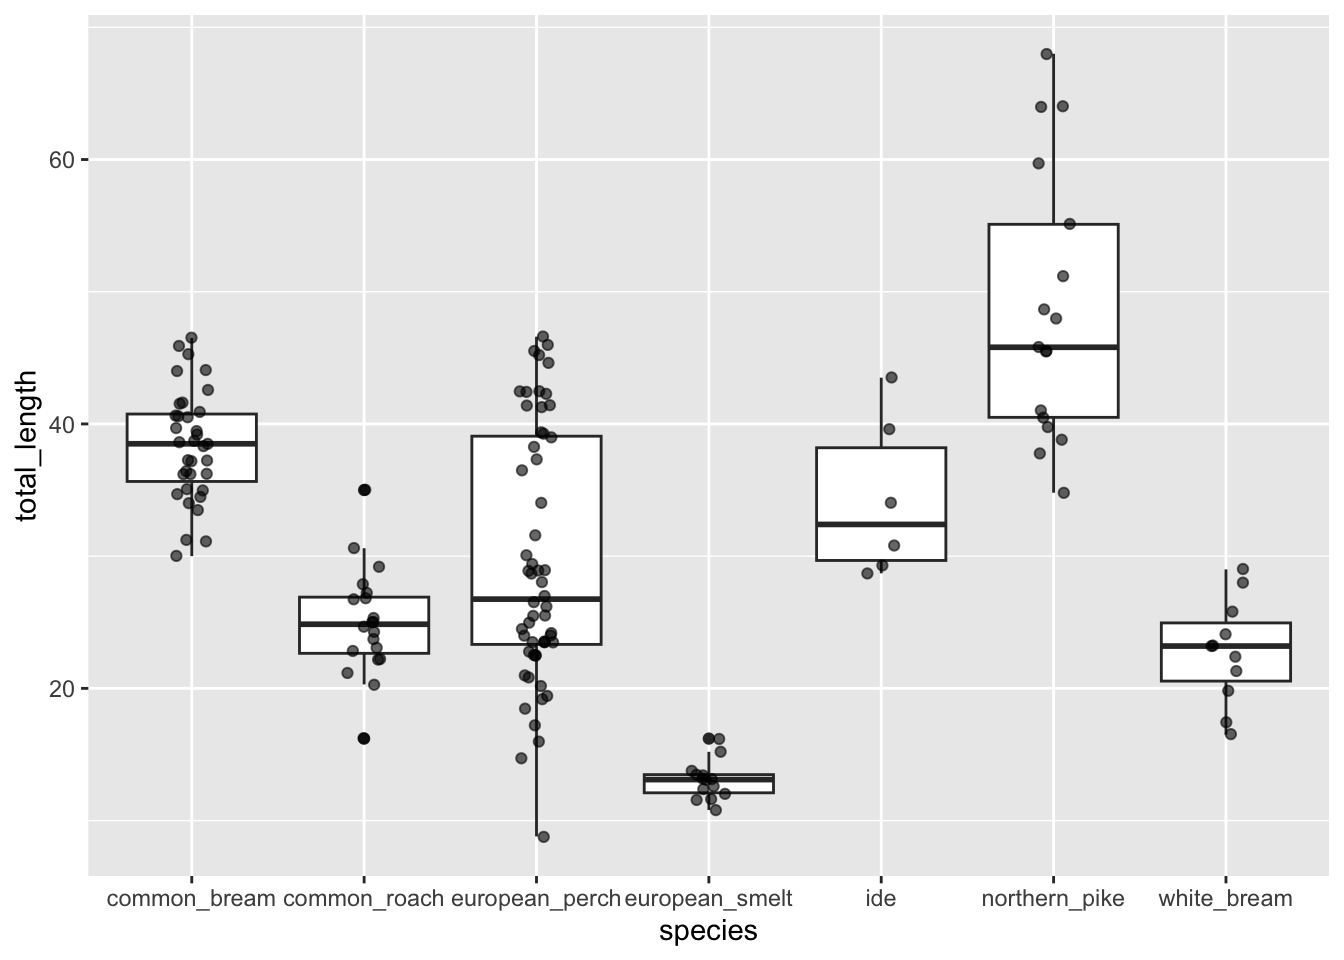 total_length
60
40
20
common_bream common_roach european_perch european_smelt ide northern_pike white_bream
species